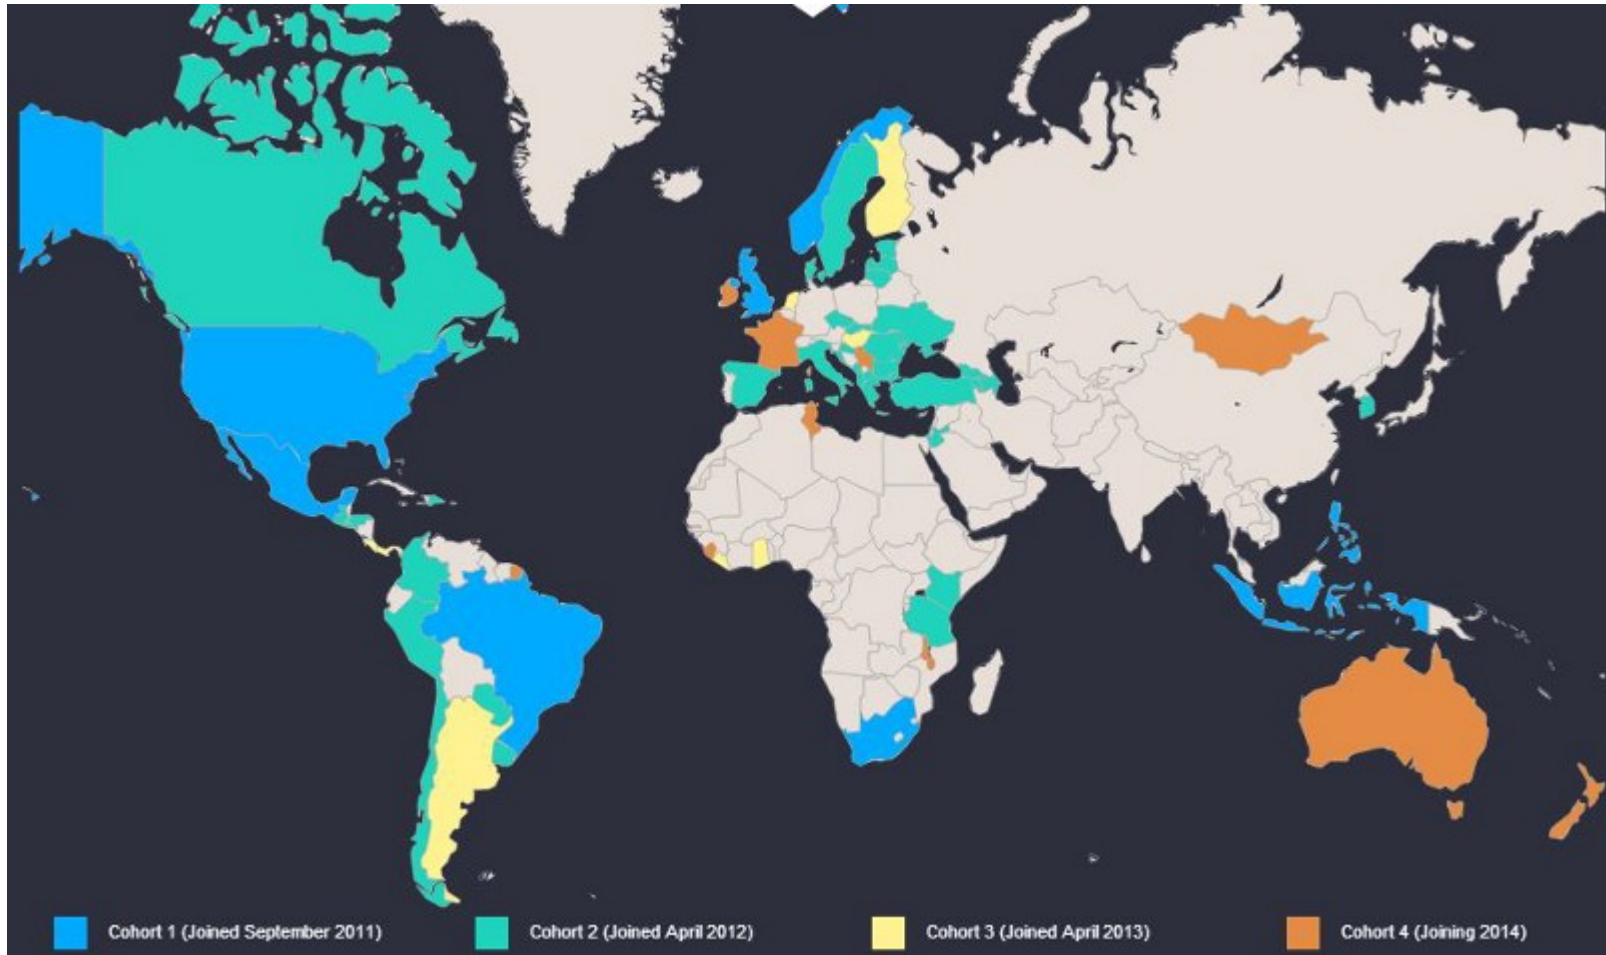 Cohort 1 (Joined September 2011)
Cohort 2 (Joined April 2012)
Cohort 3 (Joined April 2013)
Cohort 4 (Joining 2014)